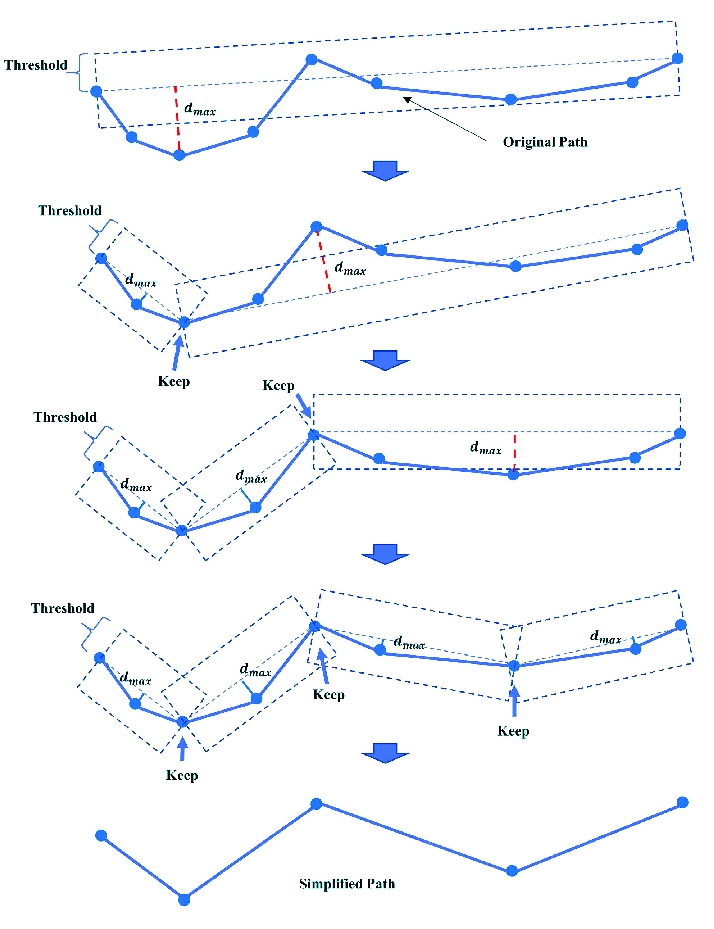 Threshold
dmax
Original Path
Threshold
dmax
dmax
Keep
Keep
Threshold
dmax
dmax
dmax
Threshold
dmax
dmax
dmax
dmax
Keep
Keep
Keep
Simplified Path